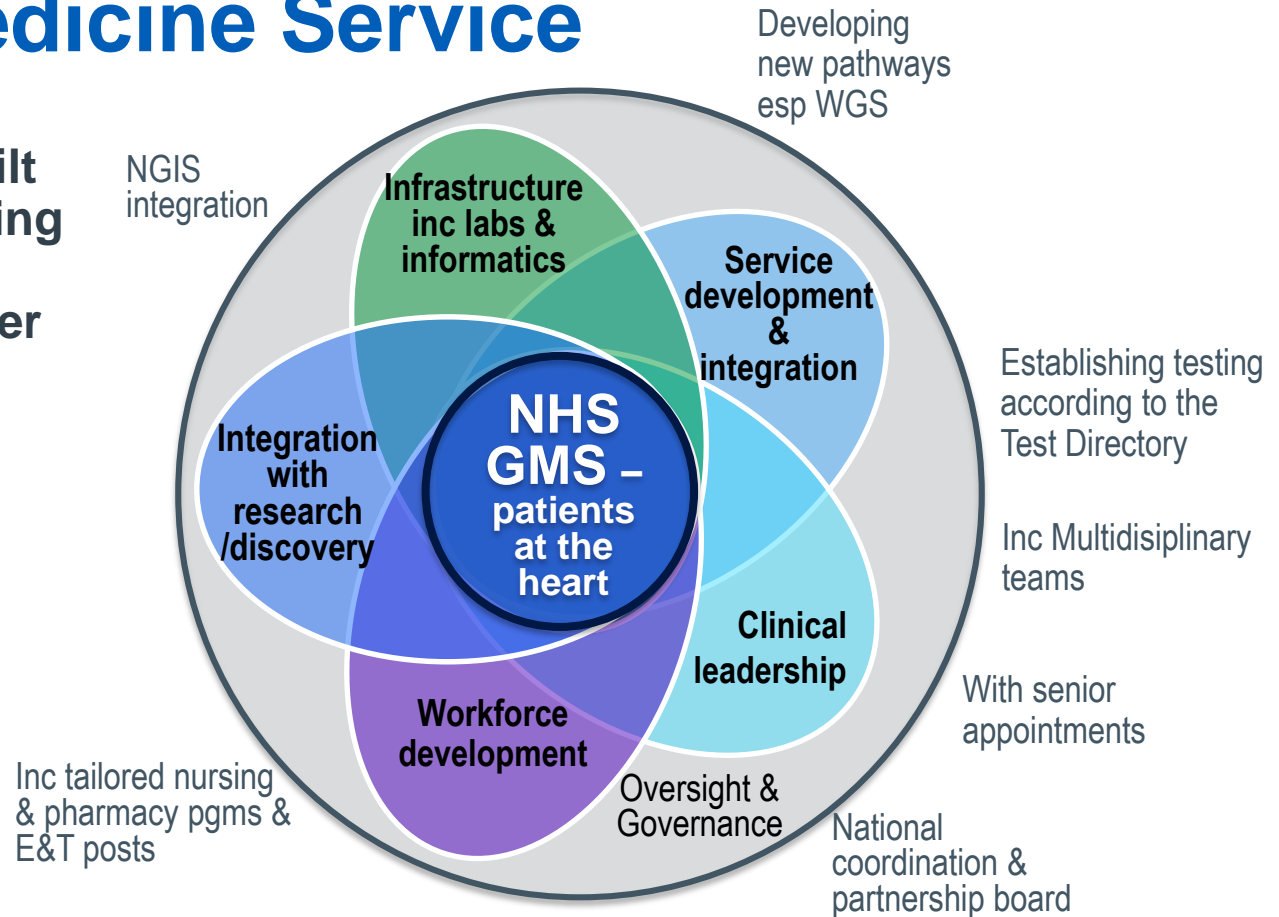 edicine Service
Developing
new pathways
esp WGS
ilt
ing
er
NGIS
integration
Infrastructure
inc labs &
informatics
Service
development
&
integration
Establishing testing
according to the
Test Directory
Integration
with
research
/discovery
NHS
GMS –
patients
at the
heart
Inc Multidisiplinary
teams
Clinical
leadership
With senior
appointments
Workforce
development
Inc tailored nursing
& pharmacy pgms &
E&T posts
Oversight &
Governance
National
coordination &
partnership board